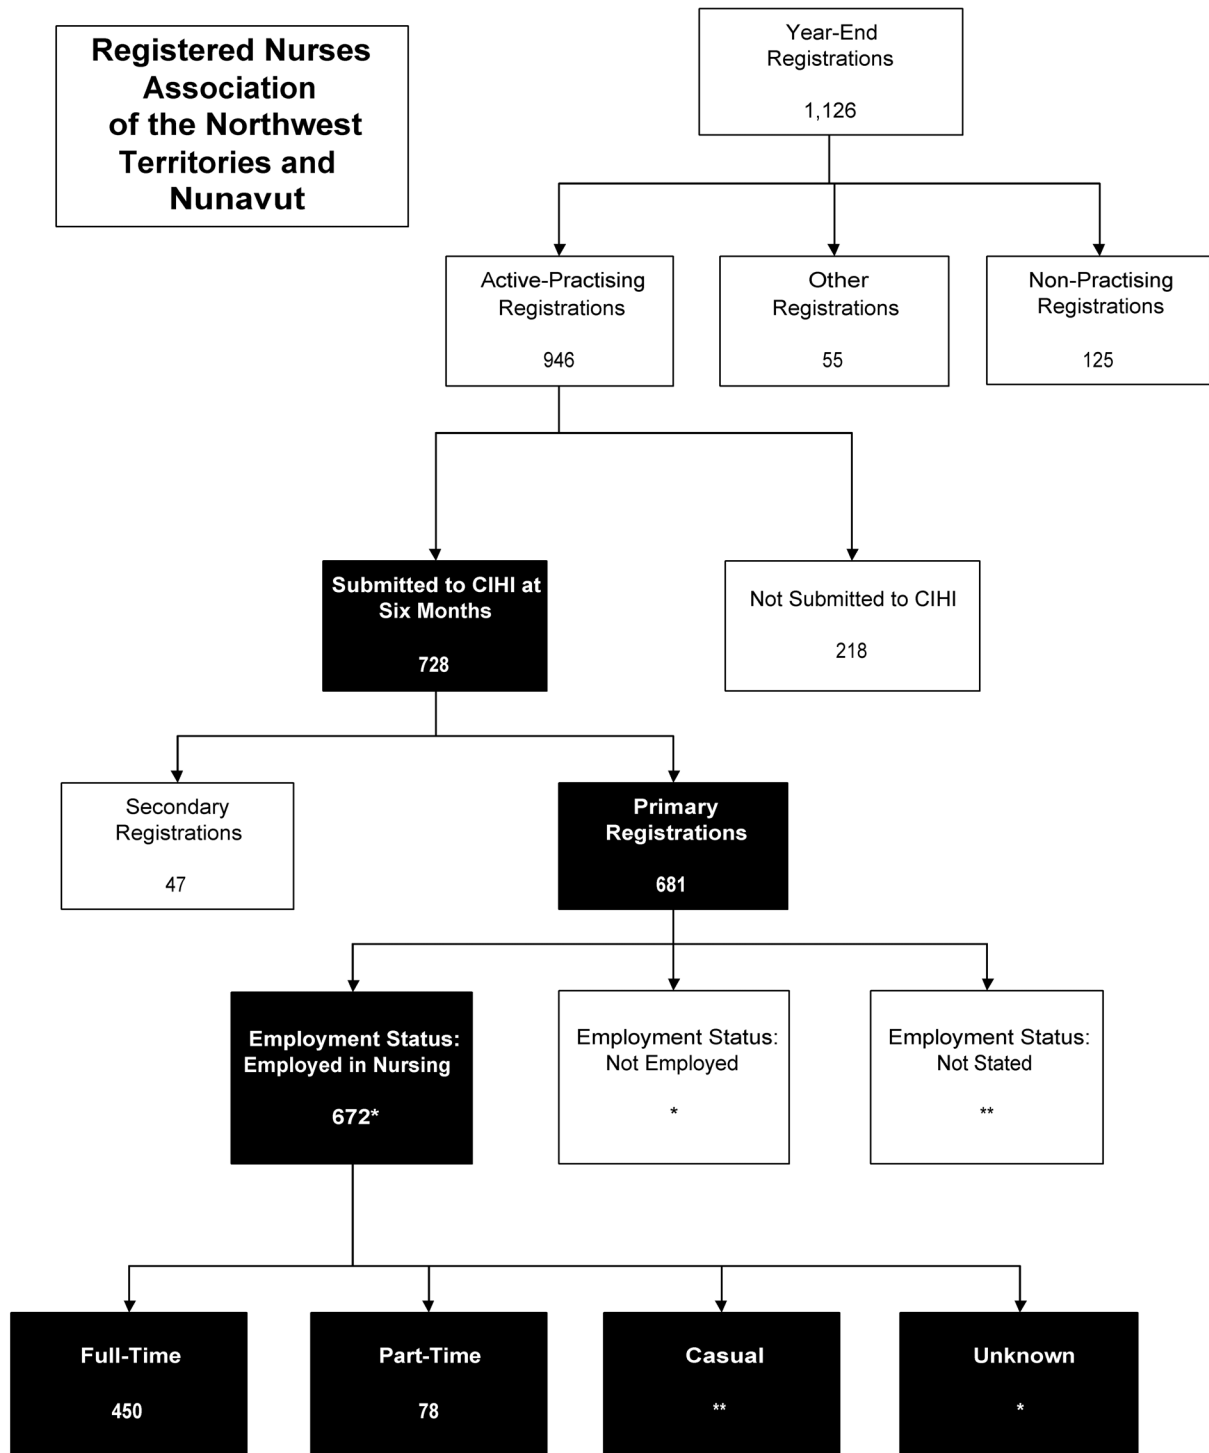 Registered Nurses
Association
of the Northwest
Territories and
Nunavut
Year-End
Registrations
1,126
Active-Practising
Registrations
946
Other
Registrations
55
Non-Practising
Registrations
125
Submitted to CIHI at
Six Months
728
Not Submitted to CIHI
218
Secondary
Registrations
47
Primary
Registrations
681
Employment Status:
Employed in Nursing
672*
Employment Status:
Not Employed
*
Employment Status:
Not Stated
**
Full-Time
450
Part-Time
78
Casual
**
Unknown
*